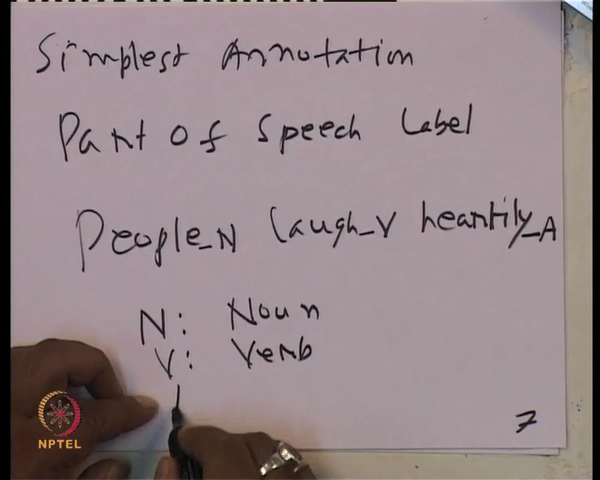 Simplest Annotation
Part Of Speech Label
People_N Laugh_V heartily_A
N: Noun
V: Verb
7
NPTEL